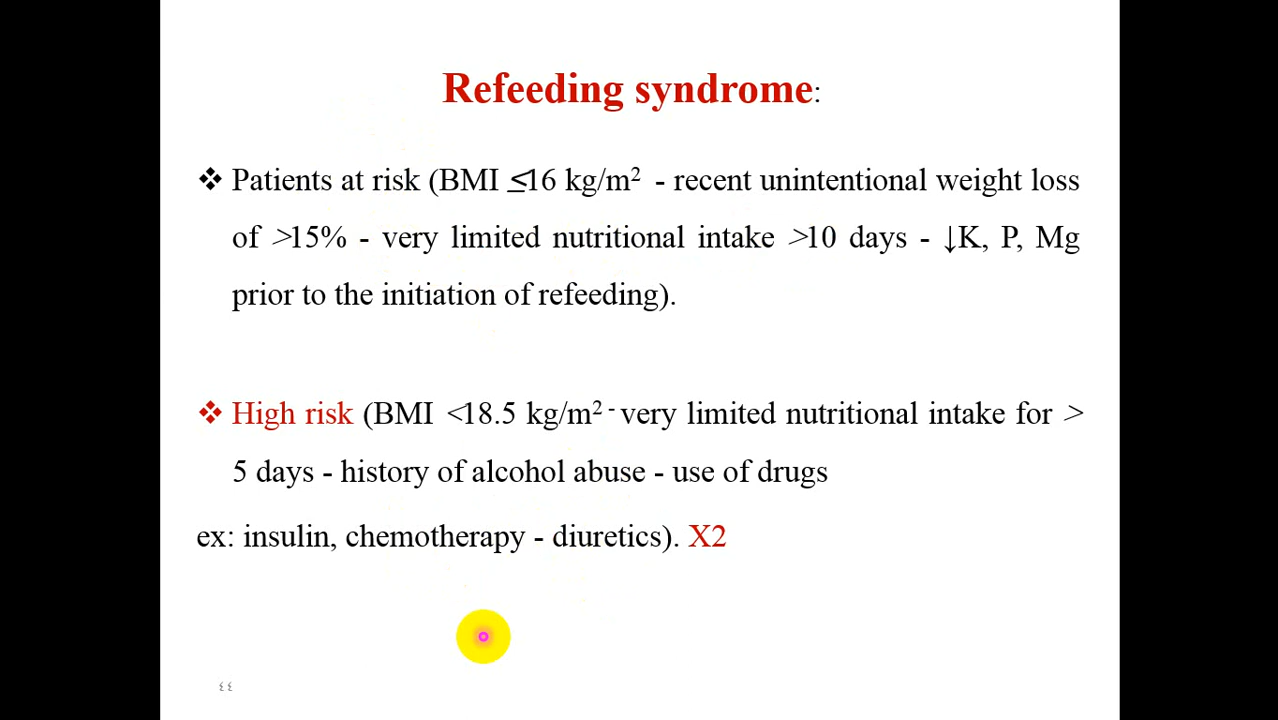 Refeeding syndrome:
❖ Patients at risk (BMI ≤16 kg/m² - recent unintentional weight loss
of >15% - very limited nutritional intake >10 days - ↓K, P, Mg
prior to the initiation of refeeding).
❖ High risk (BMI <18.5 kg/m² - very limited nutritional intake for >
5 days - history of alcohol abuse - use of drugs
ex: insulin, chemotherapy - diuretics). X2
٤٤